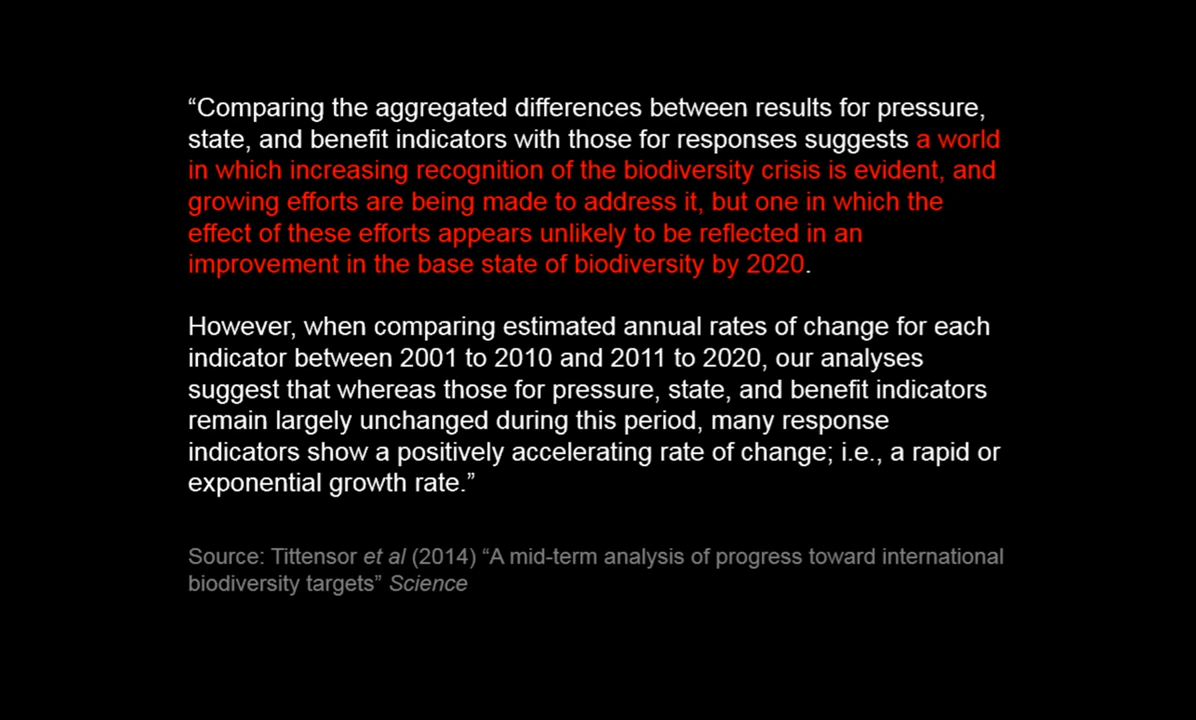 “Comparing the aggregated differences between results for pressure,
state, and benefit indicators with those for responses suggests a world
in which increasing recognition of the biodiversity crisis is evident, and
growing efforts are being made to address it, but one in which the
effect of these efforts appears unlikely to be reflected in an
improvement in the base state of biodiversity by 2020.
However, when comparing estimated annual rates of change for each
indicator between 2001 to 2010 and 2011 to 2020, our analyses
suggest that whereas those for pressure, state, and benefit indicators
remain largely unchanged during this period, many response
indicators show a positively accelerating rate of change; i.e., a rapid or
exponential growth rate.”
Source: Tittensor et al (2014) “A mid-term analysis of progress toward international
biodiversity targets” Science